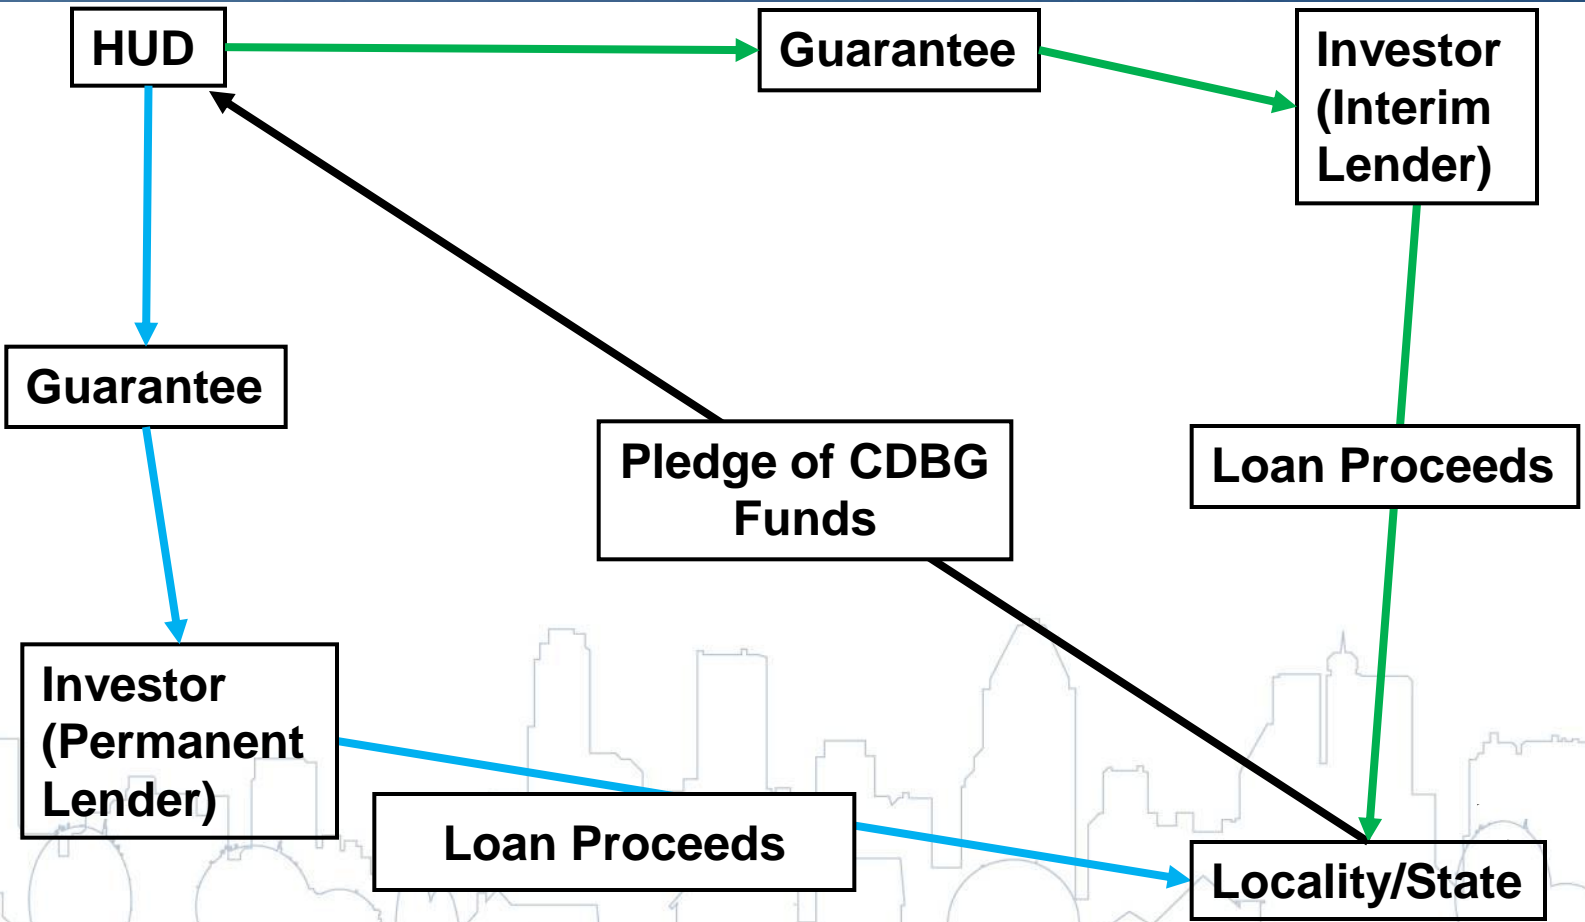 HUD
Guarantee
Investor
(Interim
Lender)
Guarantee
Pledge of CDBG
Funds
Loan Proceeds
Investor
(Permanent
Lender)
Loan Proceeds
Locality/State